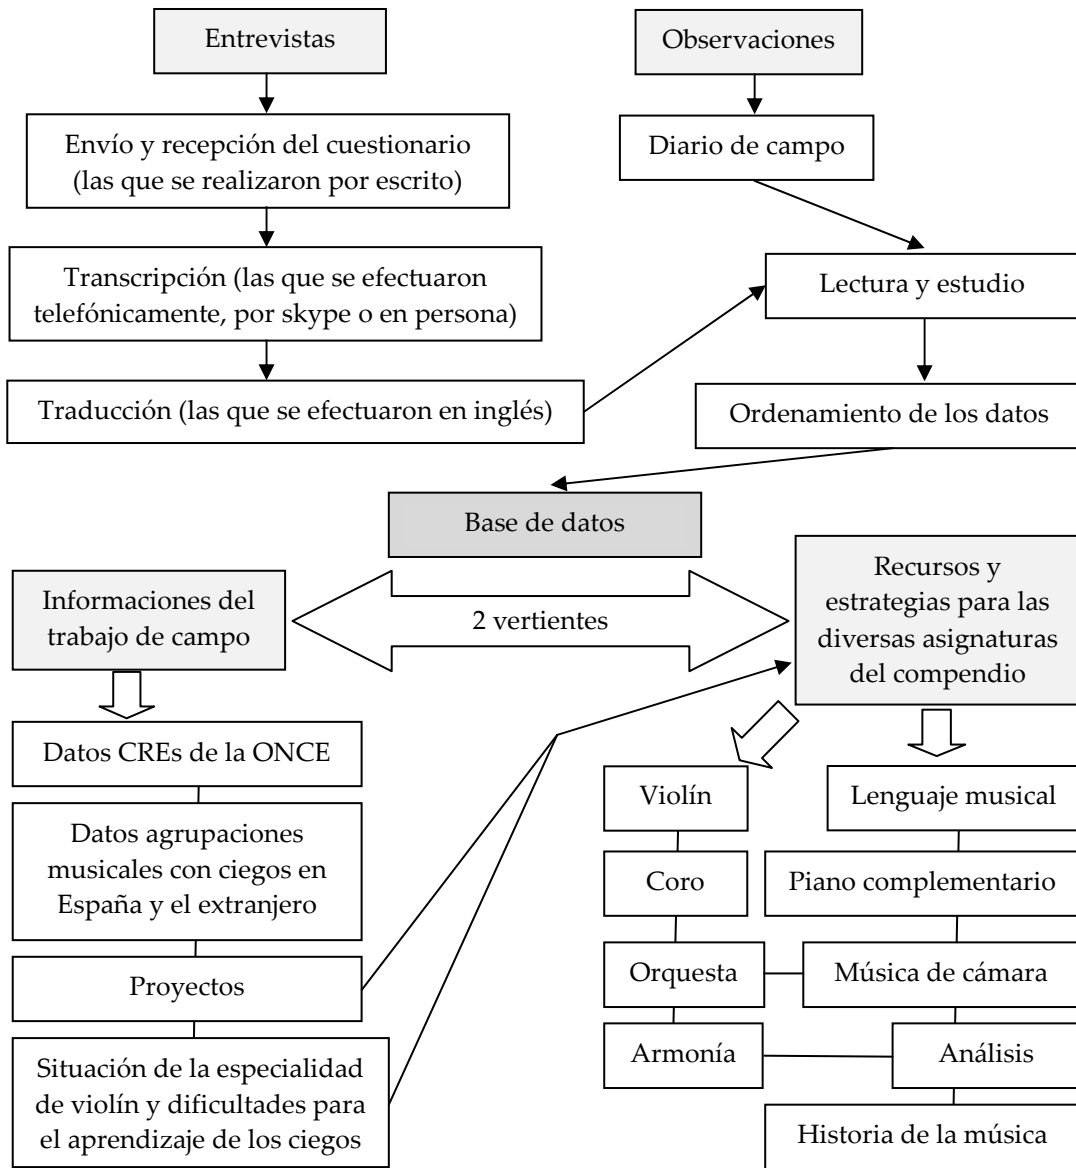 Entrevistas
Observaciones
Envío y recepción del cuestionario
(las que se realizaron por escrito)
Diario de campo
Transcripción (las que se efectuaron
telefónicamente, por skype o en persona)
Lectura y estudio
Traducción (las que se efectuaron en inglés)
Ordenamiento de los datos
Base de datos
Informaciones del
trabajo de campo
2 vertientes
Recursos y
estrategias para las
diversas asignaturas
del compendio
Datos CREs de la ONCE
Datos agrupaciones
musicales con ciegos en
España y el extranjero
Proyectos
Situación de la especialidad
de violín y dificultades para
el aprendizaje de los ciegos
Violín
Lenguaje musical
Coro
Piano complementario
Orquesta
Música de cámara
Armonía
Análisis
Historia de la música